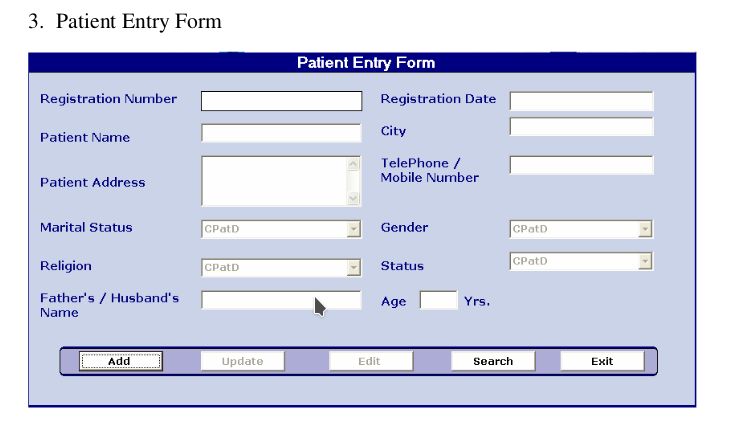 3. Patient Entry Form
Patient Entry Form
Registration Number
Registration Date
Patient Name
City
Patient Address
TelePhone /
Mobile Number
Marital Status CPatD
Gender CPatD
Religion CPatD
Status CPatD
Father's / Husband's
Name
Age Yrs.
Add Update Edit Search Exit